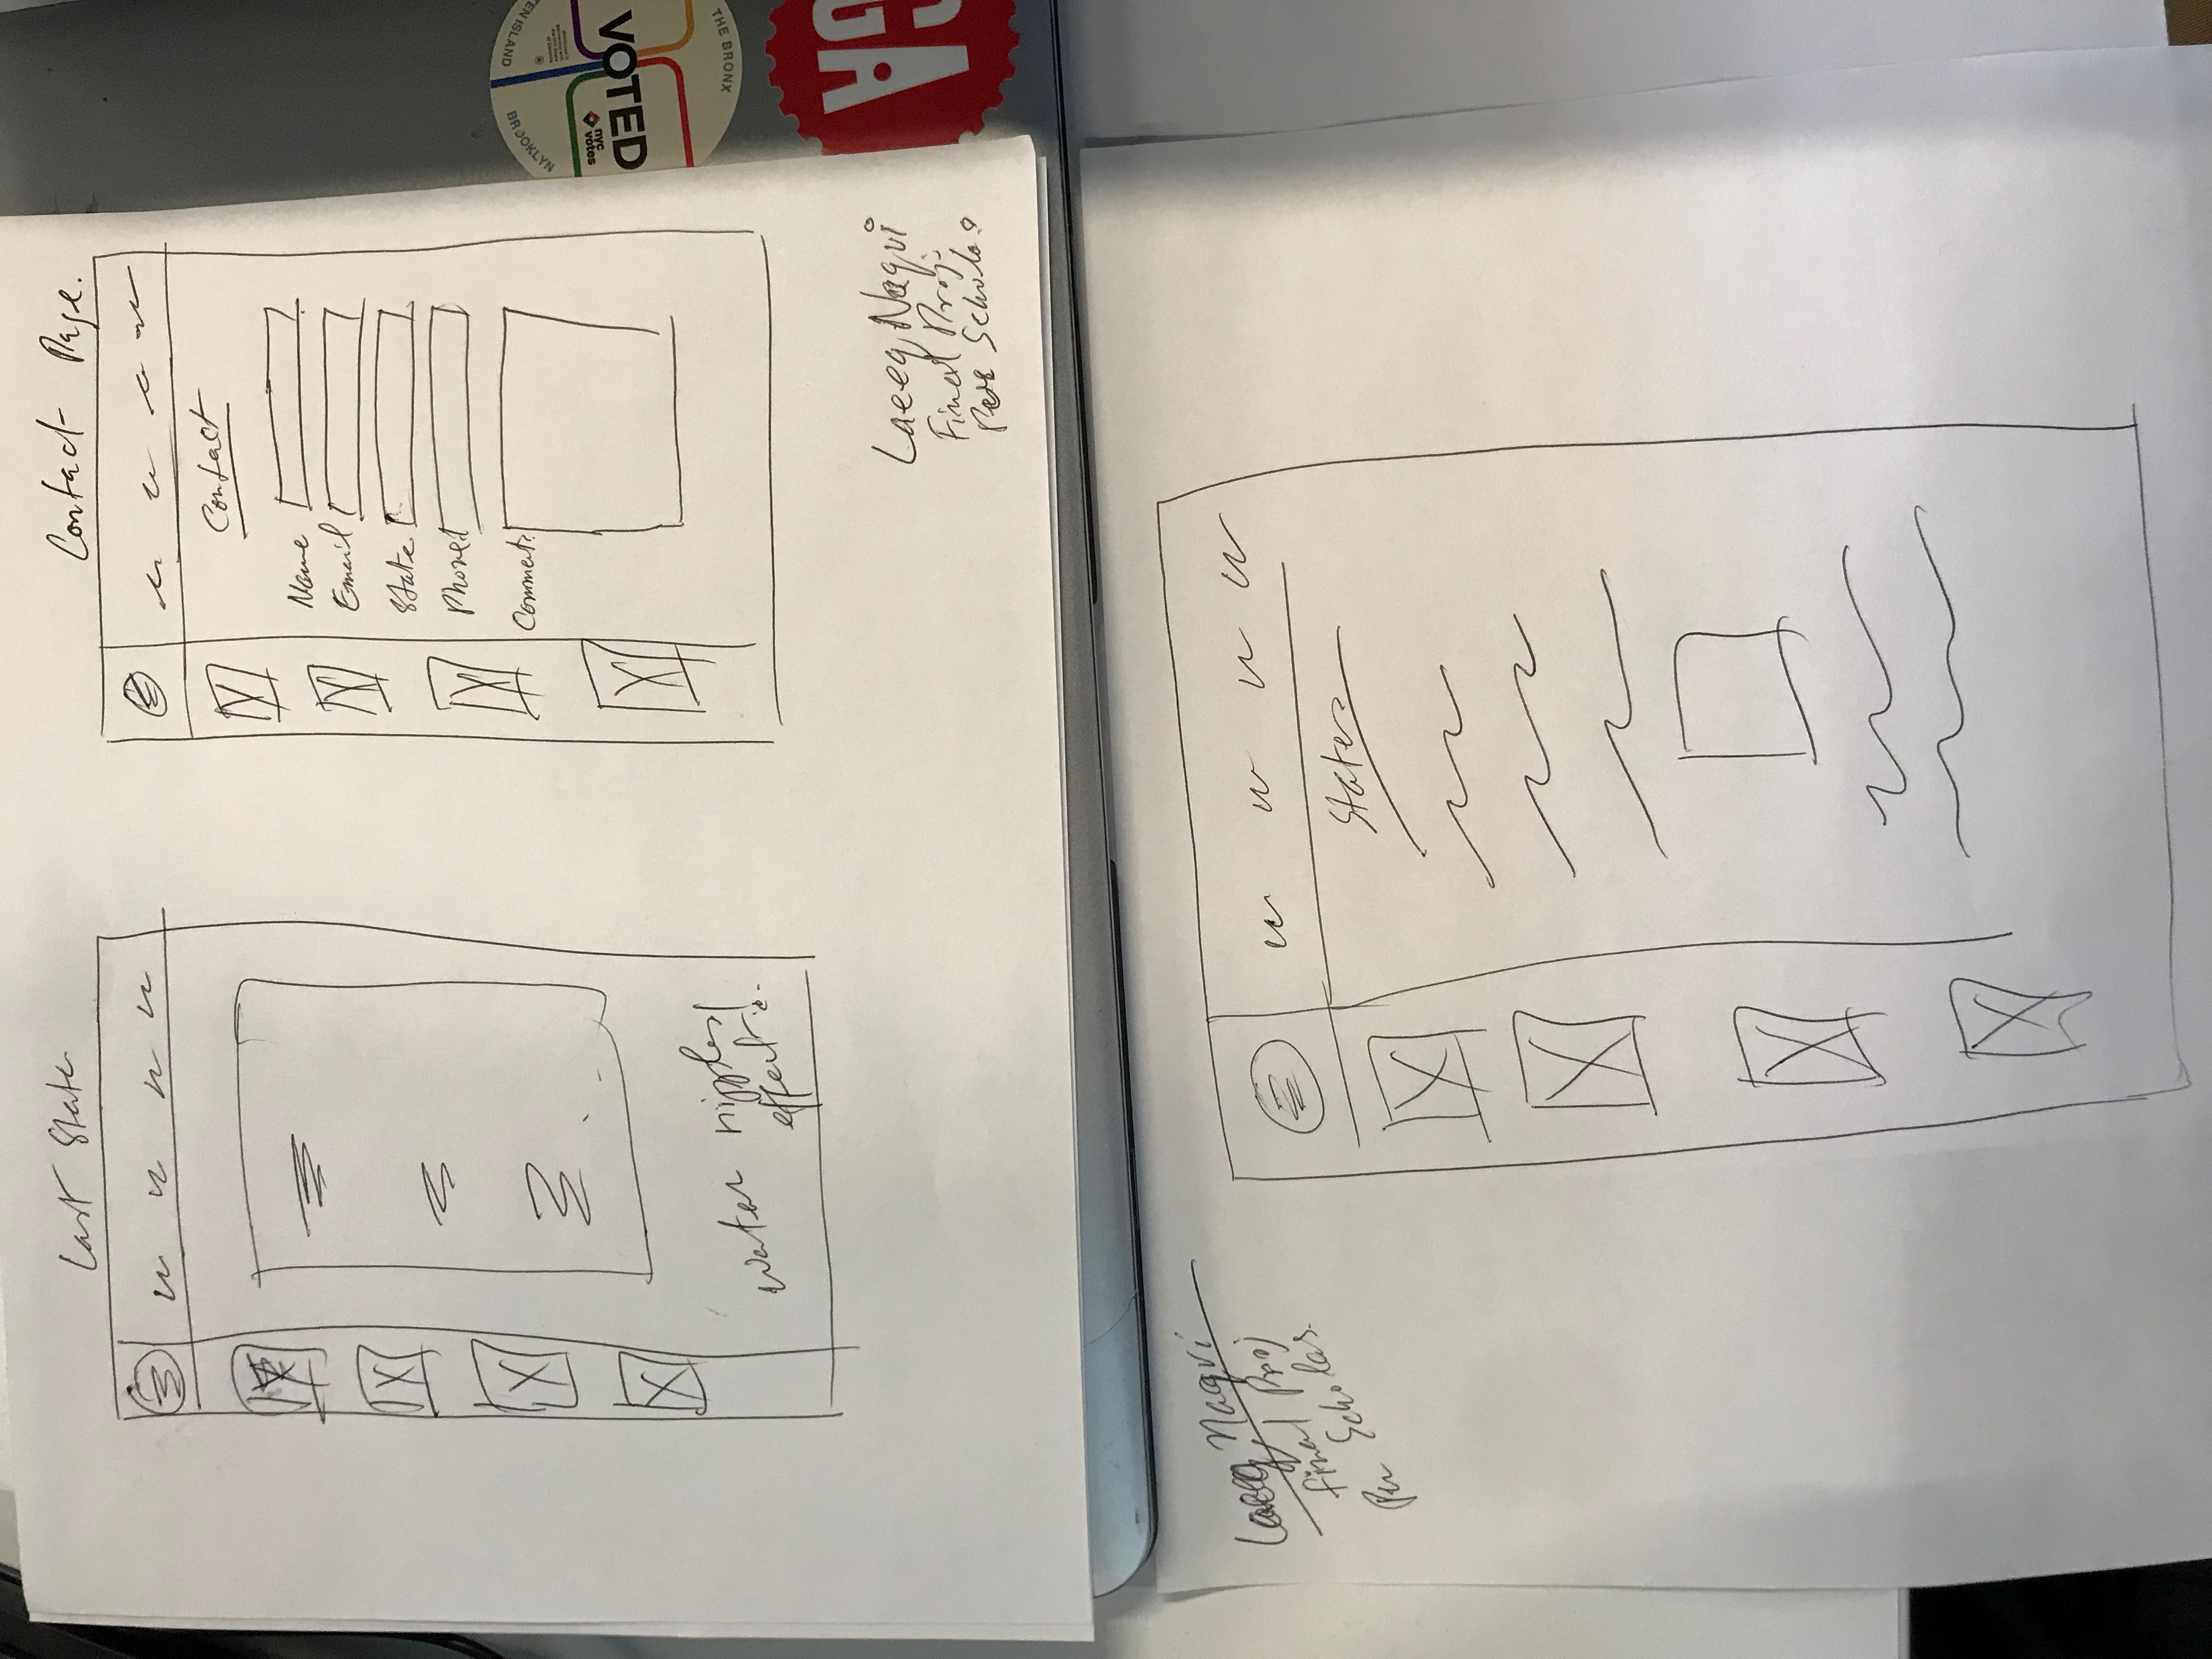 Last State
water ripples
effect!
Contact Page.
Contact
Name
Email
State
Phone
Comments
Laeeq Naqvi
Final Proj
Per Scholas
BROOKLYN
STATEN ISLAND
nyc
votes
VOTED
THE BRONX
GA
Laeeq Naqvi
Final Proj
Per Scholas.
States